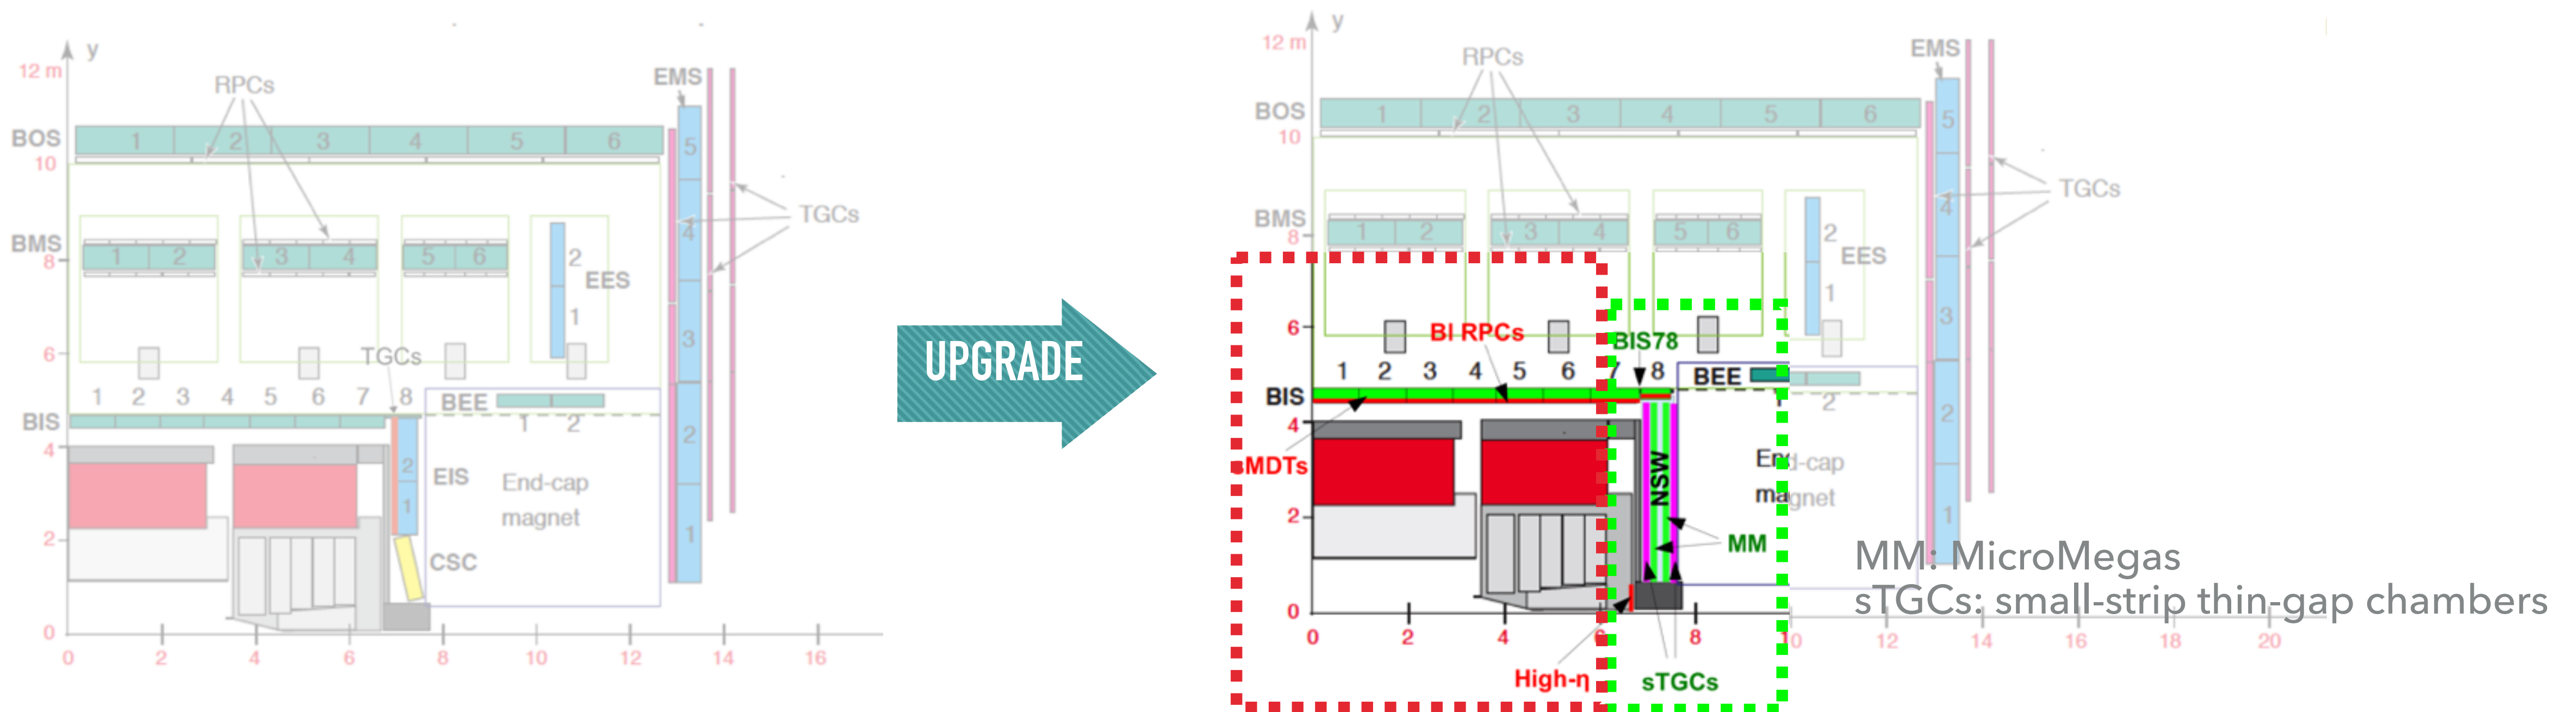 y
12 m
RPCs
EMS
BOS
1 2 3 4 5 6
5
10
TGCs
4
BMS
1 2 3 4 5 6
2
8
EES
1
3
6
TGCs
1 2 3 4 5 6 7 8
BEE
BIS
1 2
4
2
2
EIS
End-cap
1
magnet
2
1
CSC
0
0 2 4 6 8 10 12 14 16
UPGRADE
y
12 m
RPCs
EMS
BOS
1 2 3 4 5 6
5
10
TGCs
4
BMS
1 2 3 4 5 6
2
8
EES
1
6
BI RPCs
3
BIS78
1 2 3 4 5 6 7 8
BEE
BIS
2
2
4
NSW
End-cap
MDTs
magnet
2
1
MM
0
0 2 4 6 8 10 12 14 16 18 20
High-η
sTGCs
MM: MicroMegas
sTGCs: small-strip thin-gap chambers